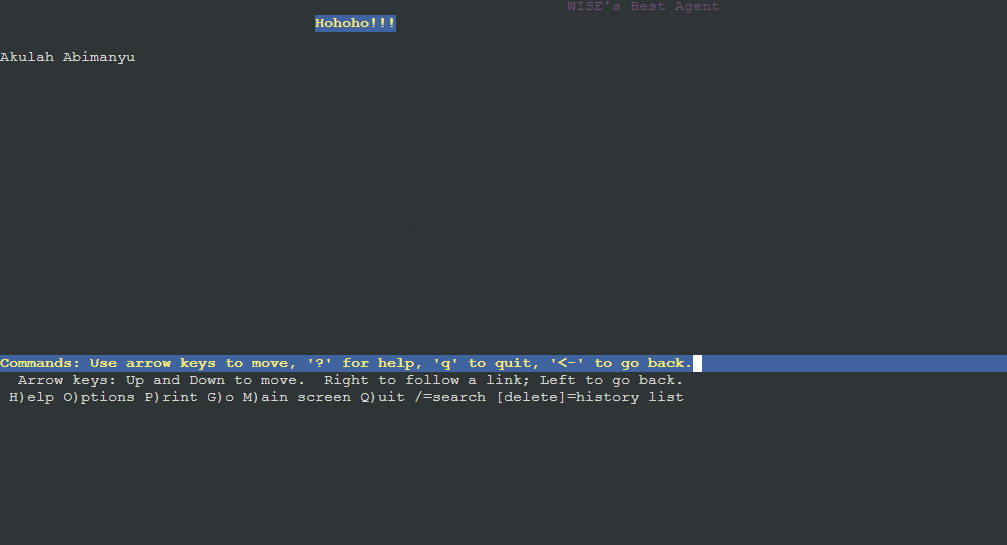 WISE's Best Agent
Hohoho!!!
Akulah Abimanyu
Commands: Use arrow keys to move, '?' for help, 'q' to quit, '<-' to go back.
Arrow keys: Up and Down to move. Right to follow a link; Left to go back.
H)elp O)ptions P)rint G)o M)ain screen Q)uit /=search [delete]=history list